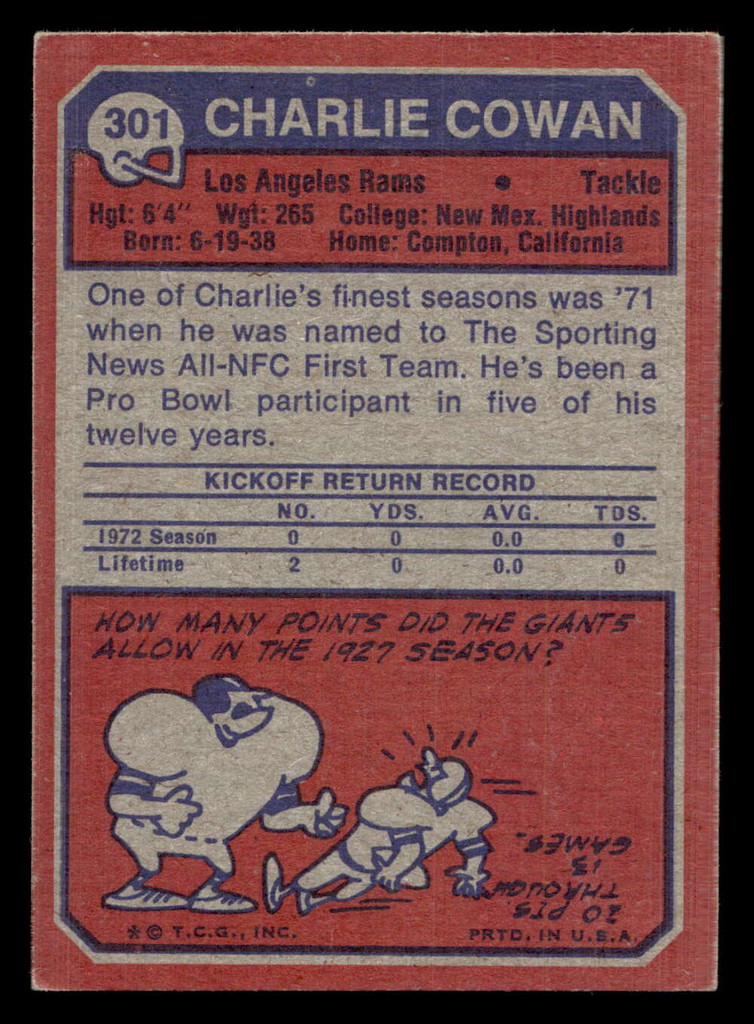 301 CHARLIE COWAN
Los Angeles Rams • Tackle
Hgt: 6'4" Wgt: 265 College: New Mex. Highlands
Born: 6-19-38 Home: Compton, California
One of Charlie's finest seasons was '71
when he was named to The Sporting
News All-NFC First Team. He's been a
Pro Bowl participant in five of his
twelve years.
KICKOFF RETURN RECORD
NO. YDS. AVG. TDS.
1972 Season 0 0 0.0 0
Lifetime 2 0 0.0 0
HOW MANY POINTS DID THE GIANTS
ALLOW IN THE 1927 SEASON?
20 PTS
THROUGH
13
GAMES.
* © T.C.G., INC. PRTD. IN U.S.A.